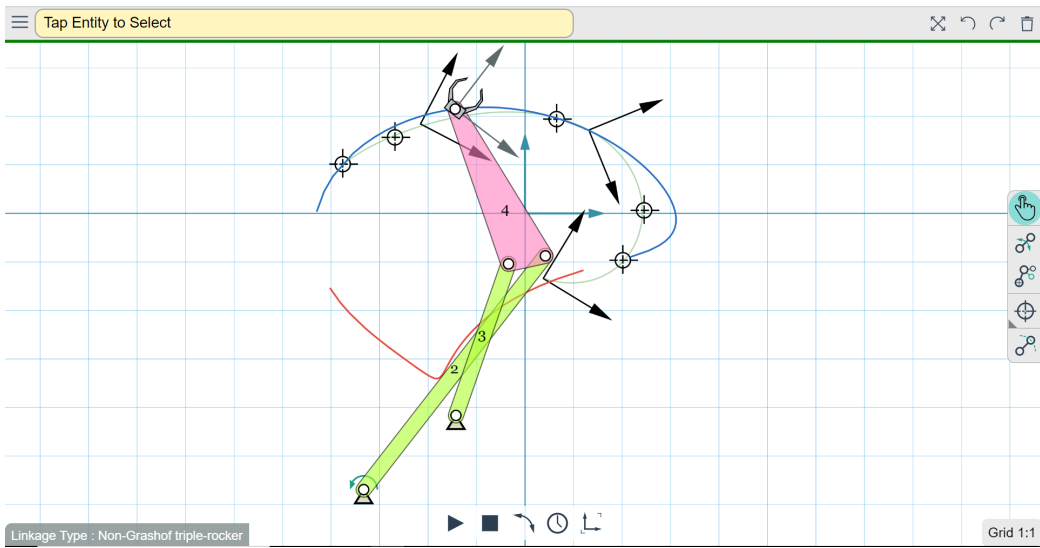 Tap Entity to Select
4
3
2
Linkage Type : Non-Grashof triple-rocker
Grid 1:1